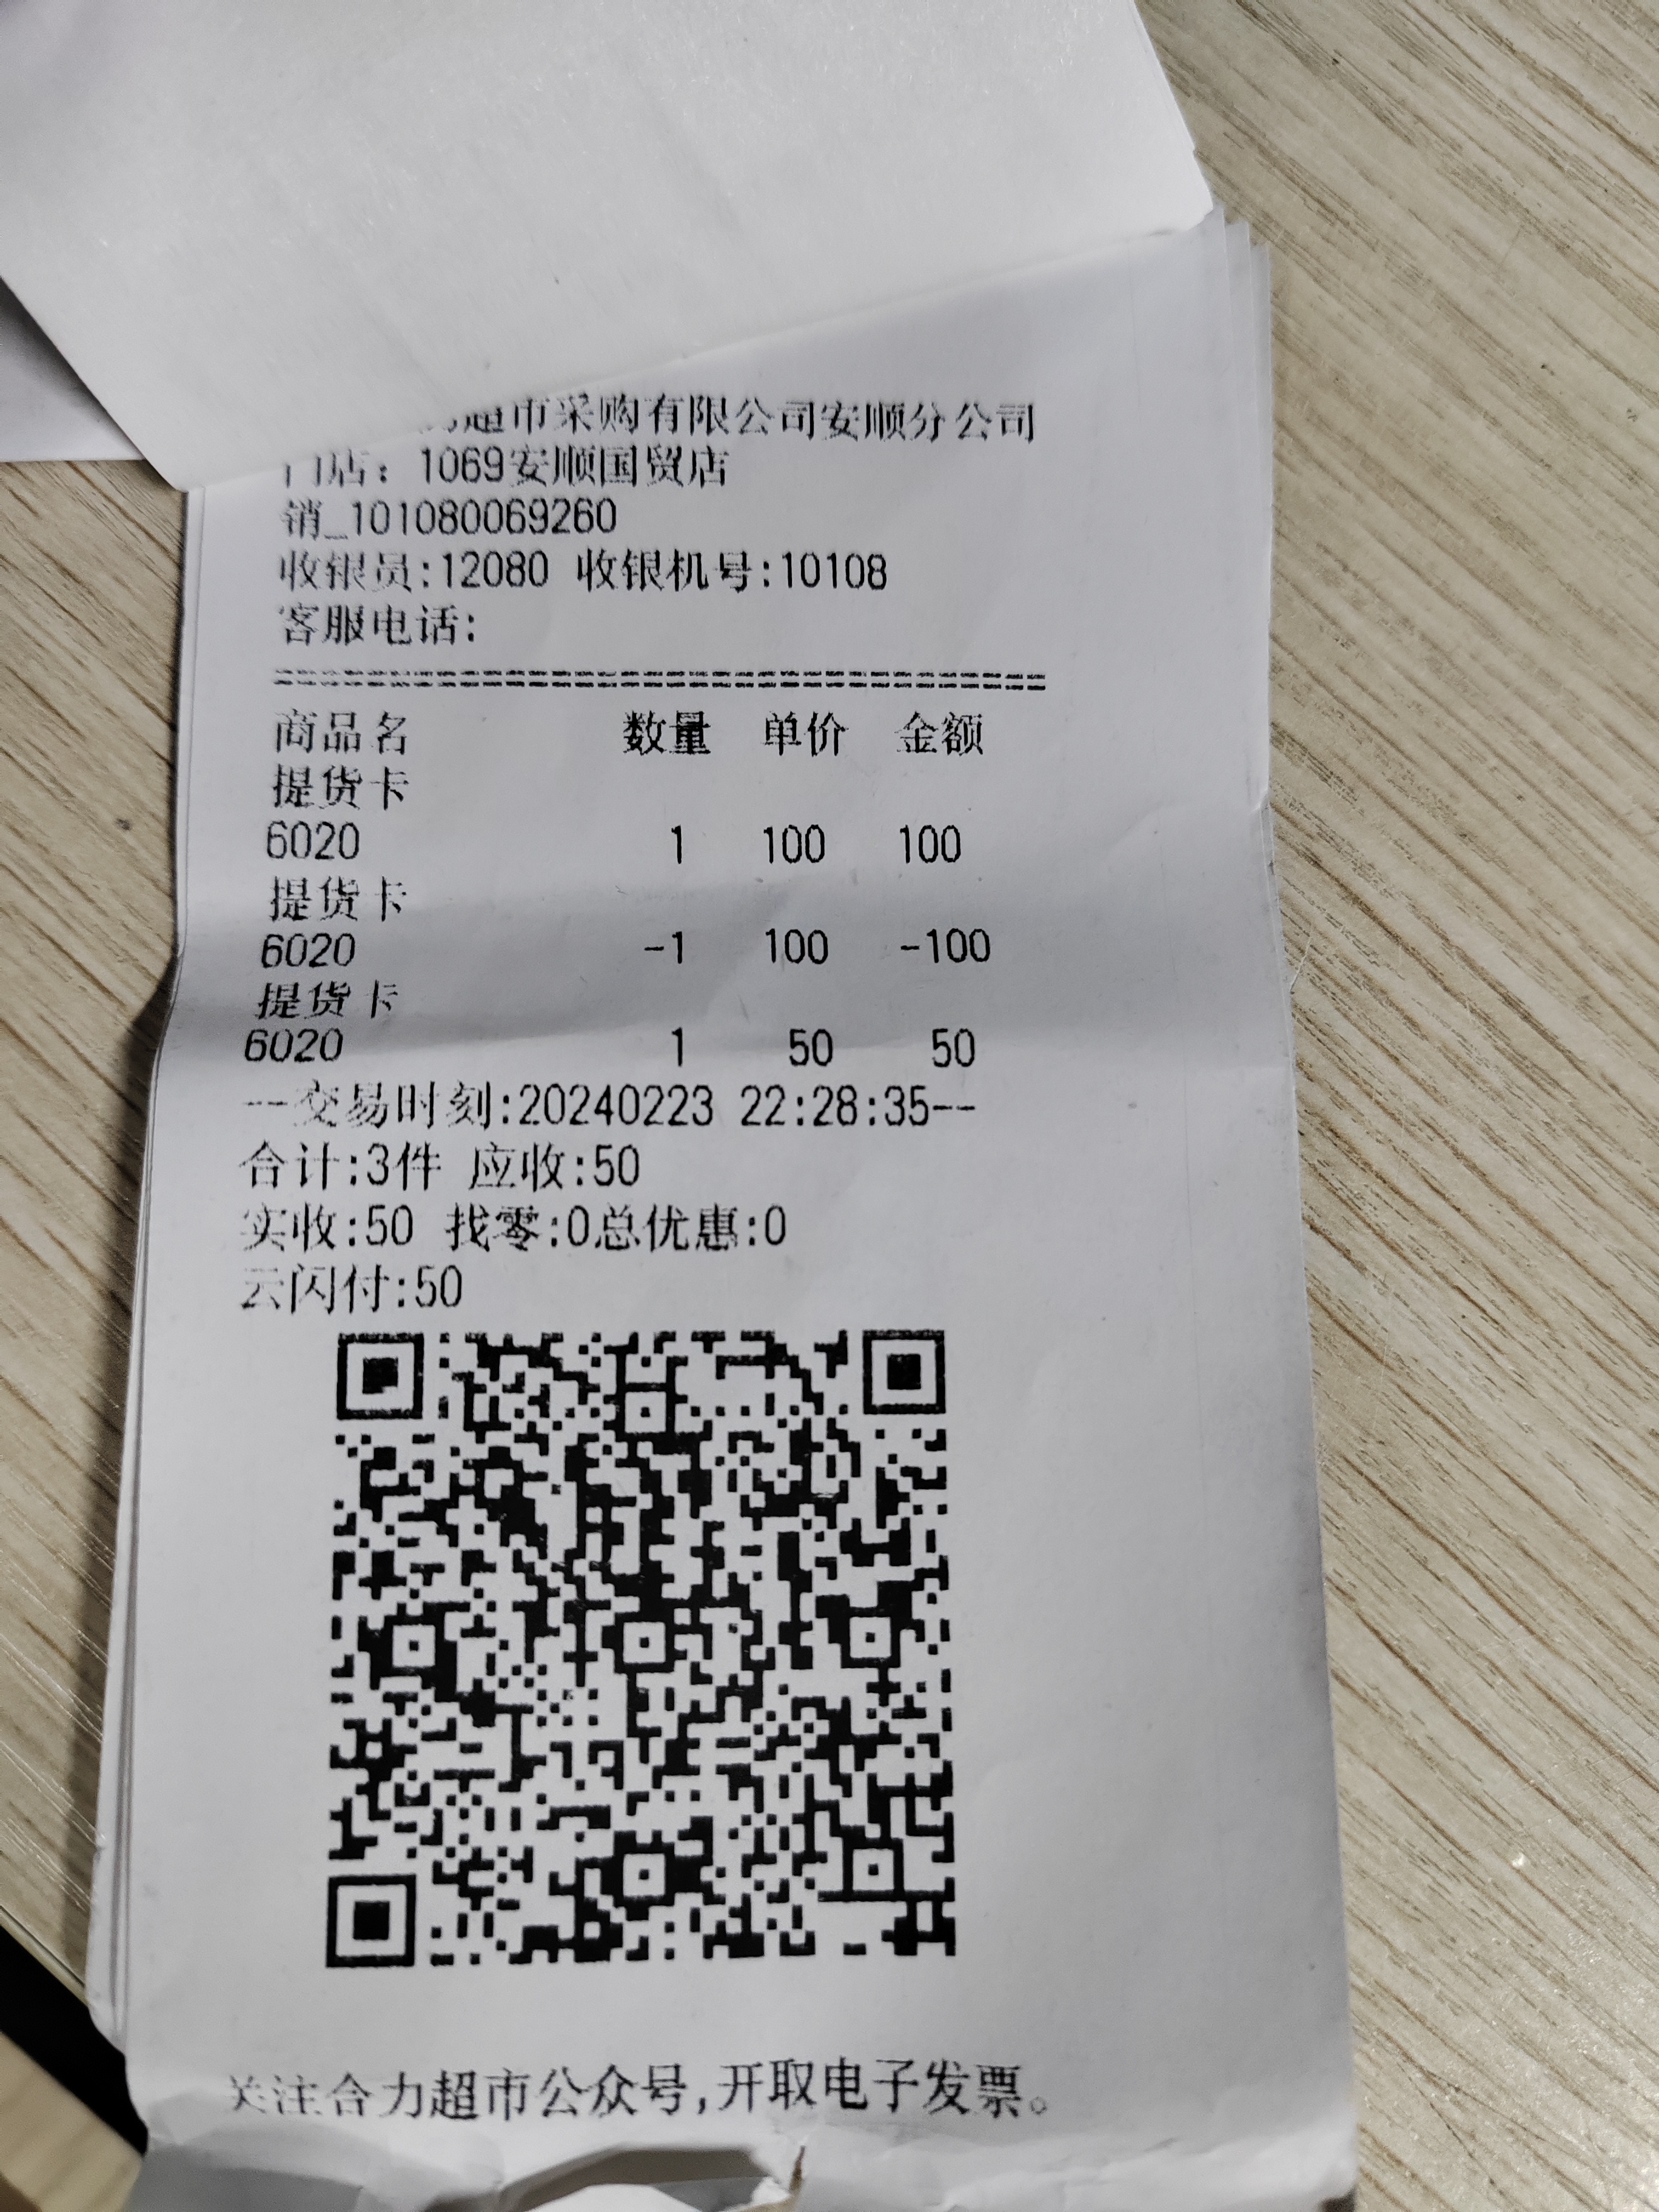 超市采购有限公司安顺分公司
门店：1069安顺国贸店
销_101080069260
收银员:12080 收银机号:10108
客服电话:
==================================
商品名 数量 单价 金额
提货卡
6020 1 100 100
提货卡
6020 -1 100 -100
提货卡
6020 1 50 50
--交易时刻:20240223 22:28:35--
合计:3件 应收:50
实收:50 找零:0总优惠:0
云闪付:50
关注合力超市公众号,开取电子发票。